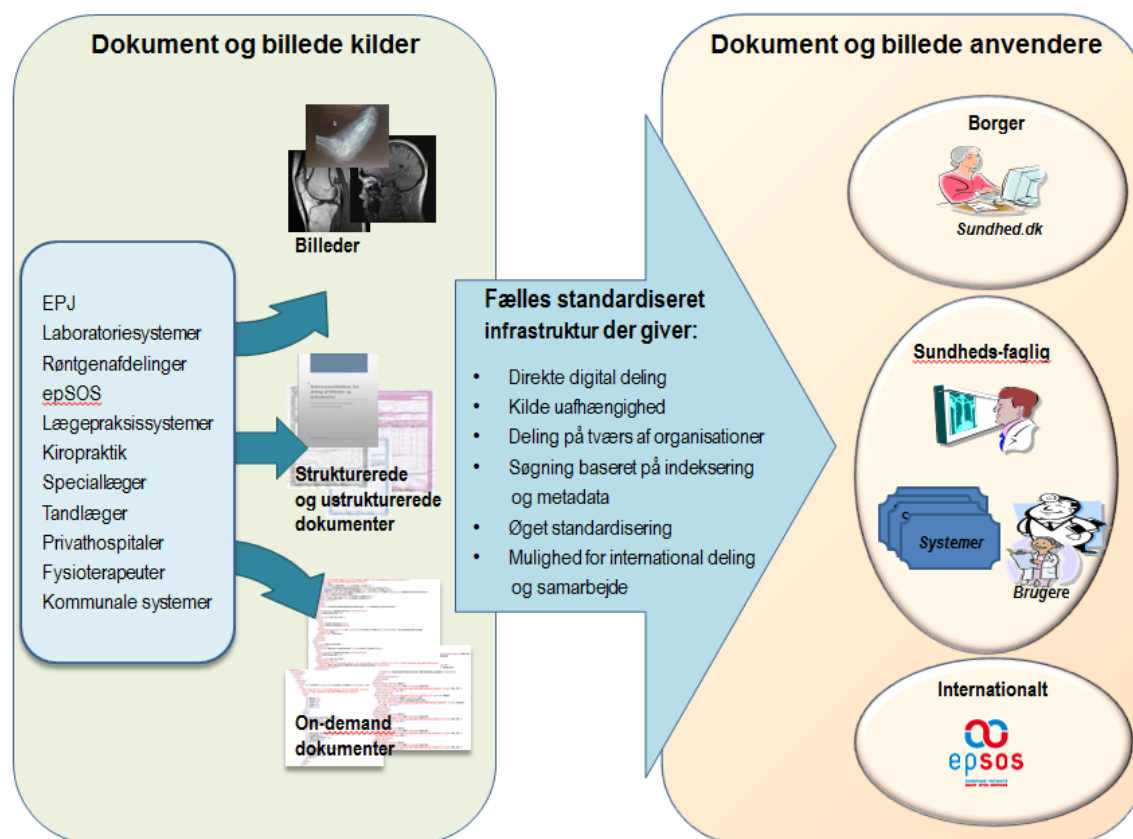 Dokument og billede kilder
Billeder
EPJ
Laboratoriesystemer
Røntgenafdelinger
epSOS
Lægepraksissystemer
Kiropraktik
Speciallæger
Tandlæger
Privathospitaler
Fysioterapeuter
Kommunale systemer
Strukturerede
og ustrukturerede
dokumenter
On-demand
dokumenter
Fælles standardiseret
infrastruktur der giver:
• Direkte digital deling
• Kilde uafhængighed
• Deling på tværs af organisationer
• Søgning baseret på indeksering
og metadata
• Øget standardisering
• Mulighed for international deling
og samarbejde
Dokument og billede anvendere
Borger
Sundhed.dk
Sundheds-faglig
Systemer
Brugere
Internationalt
epsos